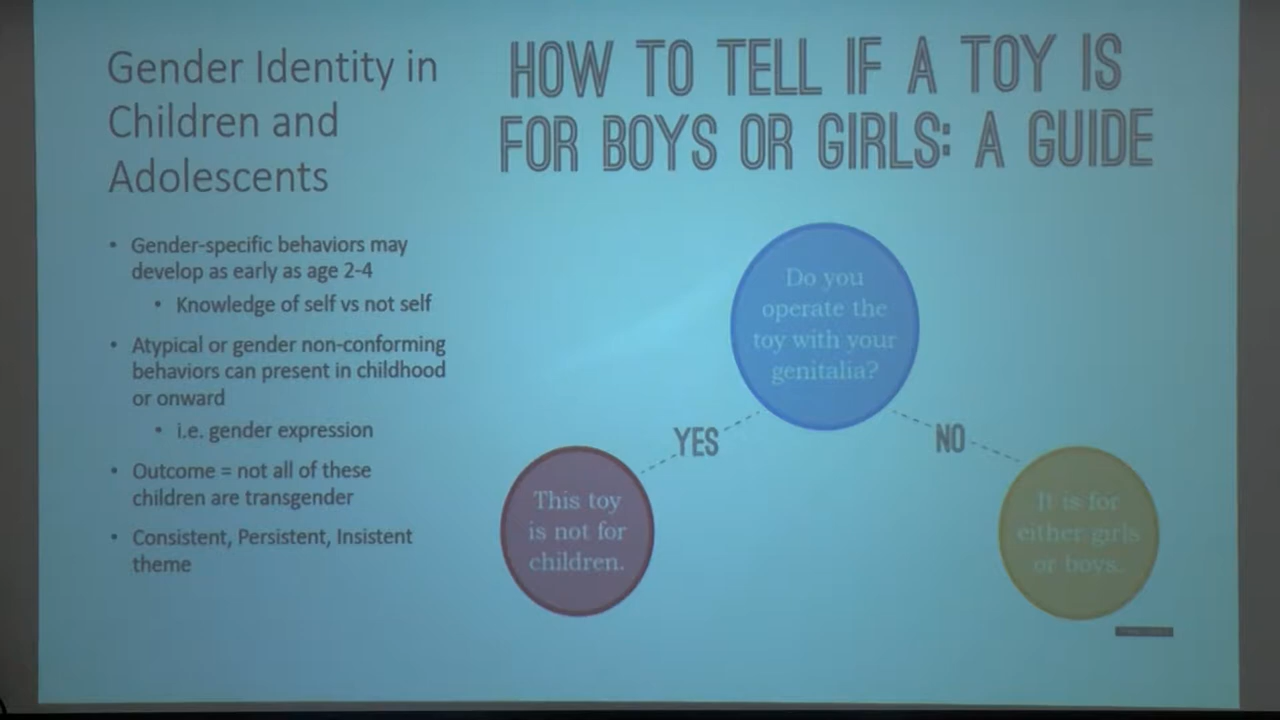 Gender Identity in
Children and
Adolescents
• Gender-specific behaviors may
develop as early as age 2-4
• Knowledge of self vs not self
• Atypical or gender non-conforming
behaviors can present in childhood
or onward
• i.e. gender expression
• Outcome = not all of these
children are transgender
• Consistent, Persistent, Insistent
theme
HOW TO TELL IF A TOY IS
FOR BOYS OR GIRLS: A GUIDE
Do you
operate the
toy with your
genitalia?
YES
NO
This toy
is not for
children.
It is for
either girls
or boys.